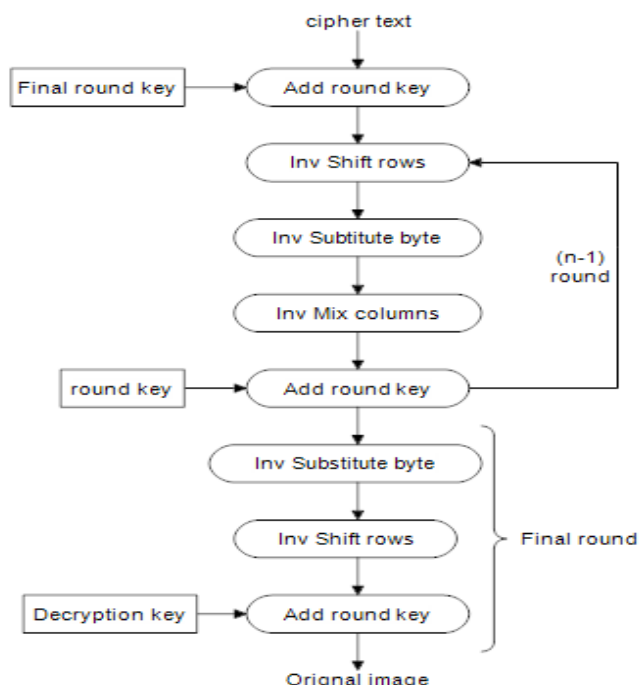 cipher text
Final round key
Add round key
Inv Shift rows
Inv Subtitute byte
(n-1)
round
Inv Mix columns
round key
Add round key
Inv Substitute byte
Inv Shift rows
Final round
Decryption key
Add round key
Orignal image